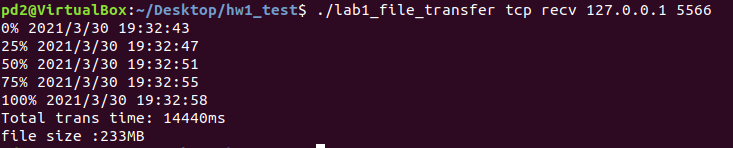 pd2@VirtualBox:~/Desktop/hw1_test$ ./lab1_file_transfer tcp recv 127.0.0.1 5566
0% 2021/3/30 19:32:43
25% 2021/3/30 19:32:47
50% 2021/3/30 19:32:51
75% 2021/3/30 19:32:55
100% 2021/3/30 19:32:58
Total trans time: 14440ms
file size :233MB